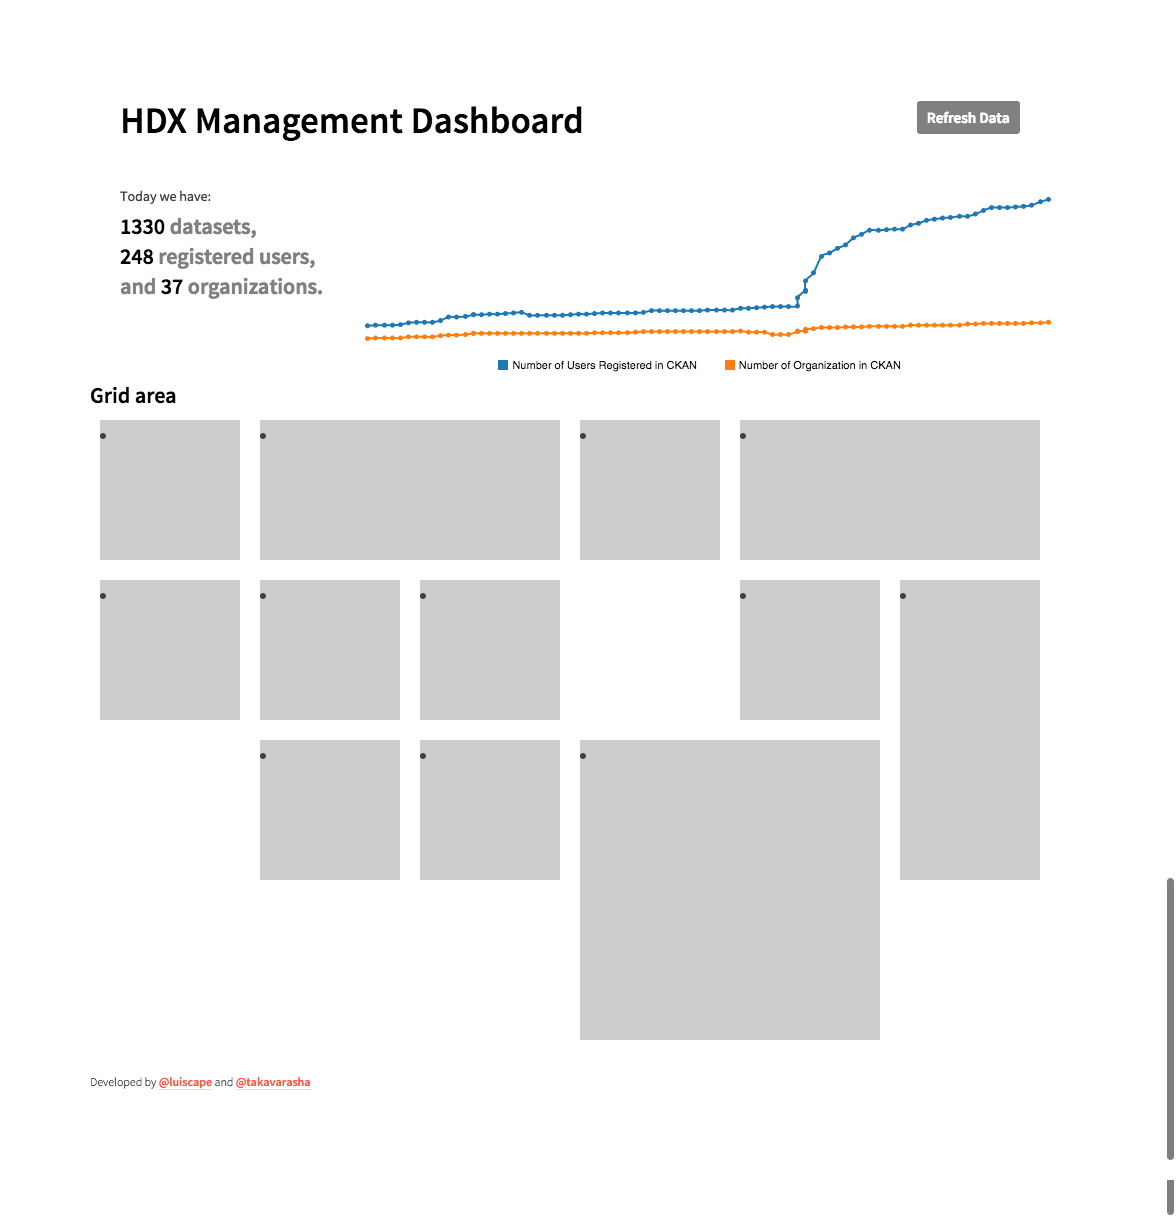 HDX Management Dashboard
Refresh Data
Today we have:
1330 datasets,
248 registered users,
and 37 organizations.
Number of Users Registered in CKAN
Number of Organization in CKAN
Grid area
Developed by @luiscape and @takavarasha